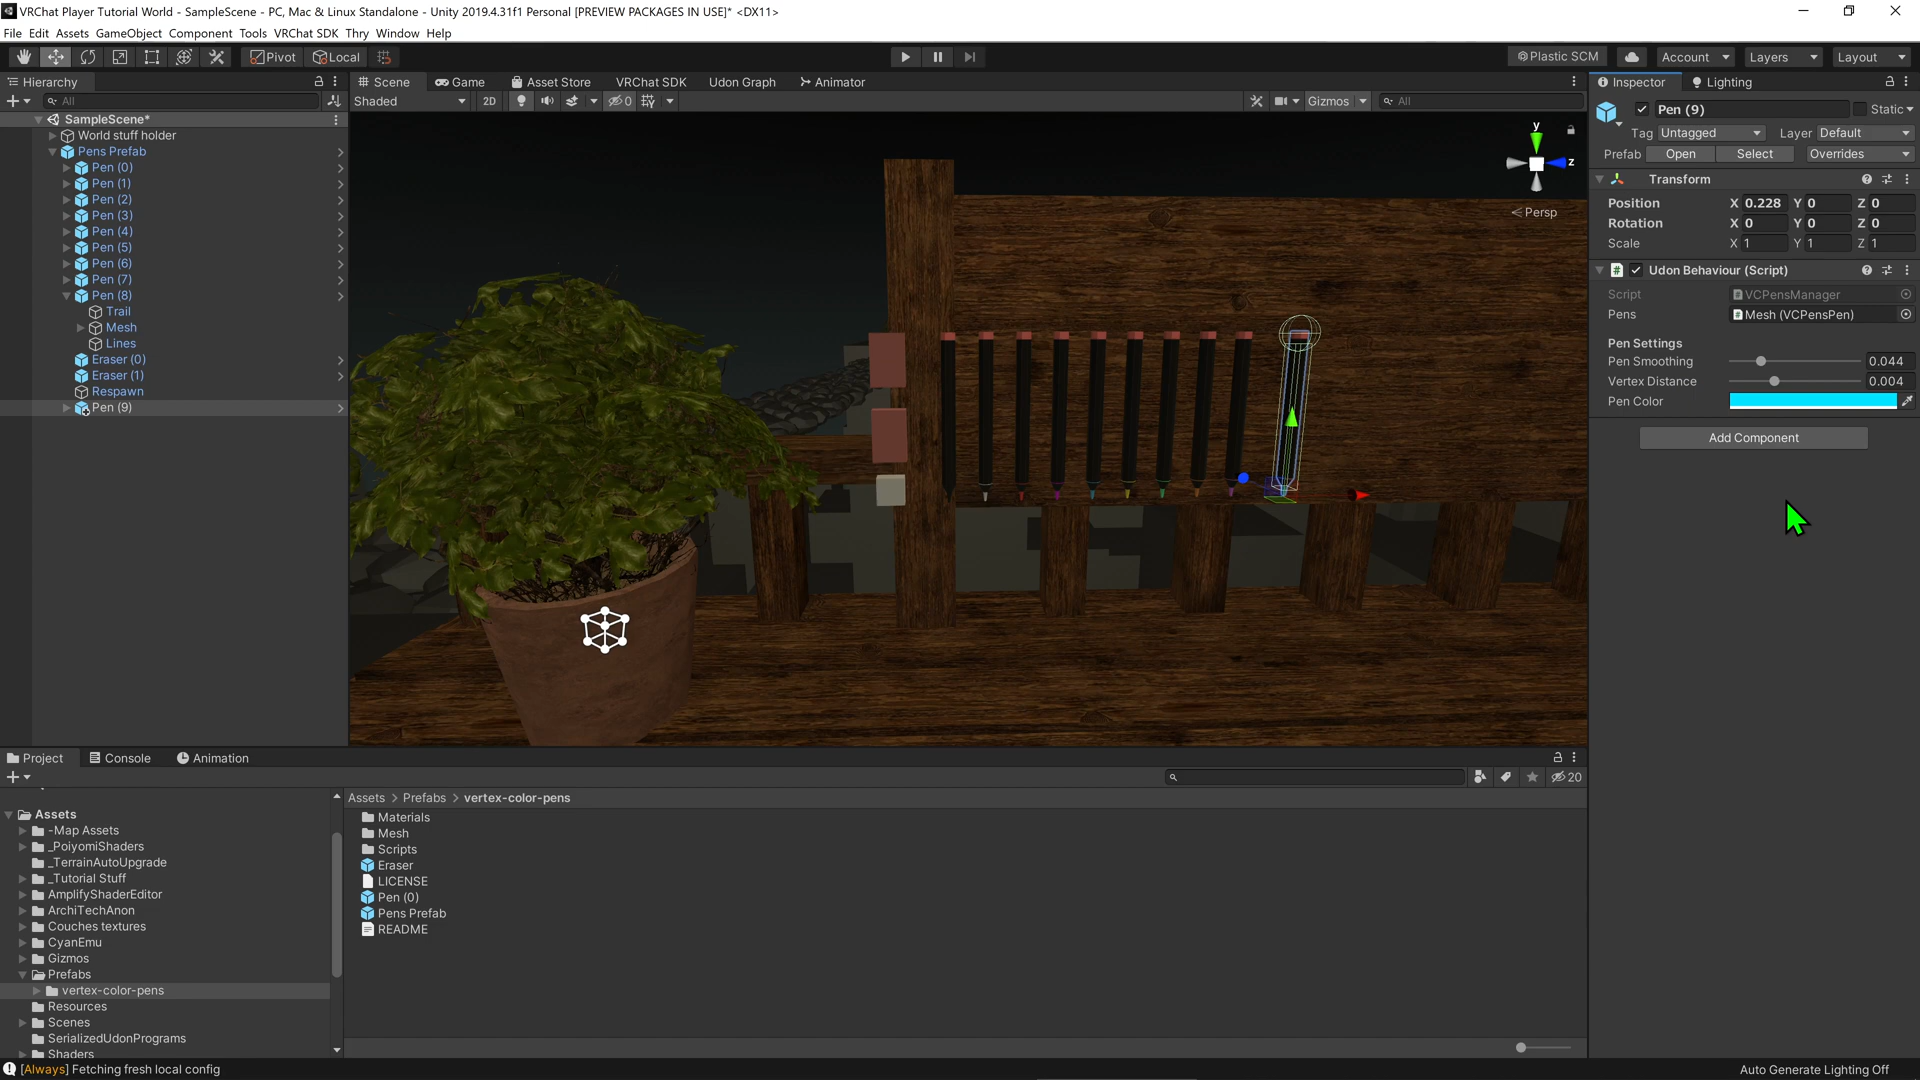 VRChat Player Tutorial World - SampleScene - PC, Mac & Linux Standalone - Unity 2019.4.31f1 Personal [PREVIEW PACKAGES IN USE]* <DX11>
File Edit Assets GameObject Component Tools VRChat SDK Thry Window Help
Pivot Local Plastic SCM Account Layers Layout
Hierarchy
All
SampleScene*
World stuff holder
Pens Prefab
Pen (0)
Pen (1)
Pen (2)
Pen (3)
Pen (4)
Pen (5)
Pen (6)
Pen (7)
Pen (8)
Trail
Mesh
Lines
Eraser (0)
Eraser (1)
Respawn
Pen (9)
Scene Game Asset Store VRChat SDK Udon Graph Animator
Shaded 2D 0 Gizmos All
y
z
Persp
Inspector Lighting
Pen (9) Static
Tag Untagged Layer Default
Prefab Open Select Overrides
Transform
Position X 0.228 Y 0 Z 0
Rotation X 0 Y 0 Z 0
Scale X 1 Y 1 Z 1
Udon Behaviour (Script)
Script VCPensManager
Pens Mesh (VCPensPen)
Pen Settings
Pen Smoothing 0.044
Vertex Distance 0.004
Pen Color
Add Component
Project Console Animation
20
Assets
-Map Assets
_PoiyomiShaders
_TerrainAutoUpgrade
_Tutorial Stuff
AmplifyShaderEditor
ArchiTechAnon
Couches textures
CyanEmu
Gizmos
Prefabs
vertex-color-pens
Resources
Scenes
SerializedUdonPrograms
Shaders
Assets > Prefabs > vertex-color-pens
Materials
Mesh
Scripts
Eraser
LICENSE
Pen (0)
Pens Prefab
README
[Always] Fetching fresh local config
Auto Generate Lighting Off